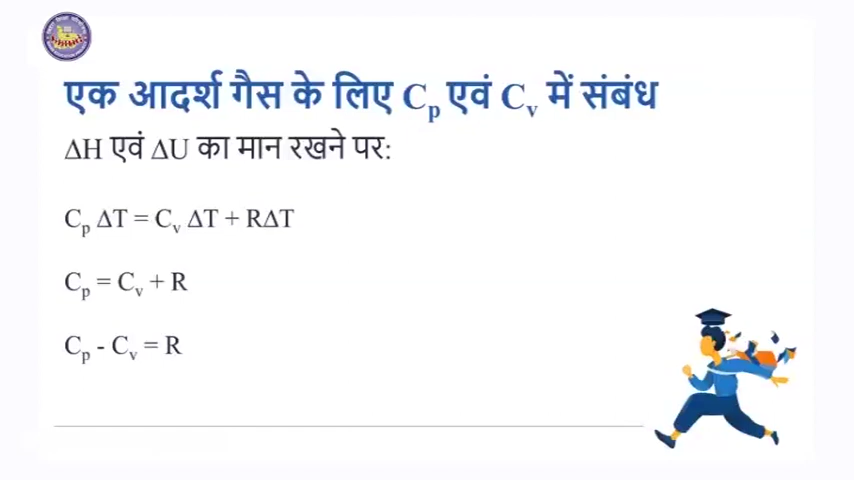 एक आदर्श गैस के लिए Cp एवं Cv में संबंध
ΔH एवं ΔU का मान रखने पर:
Cp ΔT = Cv ΔT + RΔT
Cp = Cv + R
Cp - Cv = R